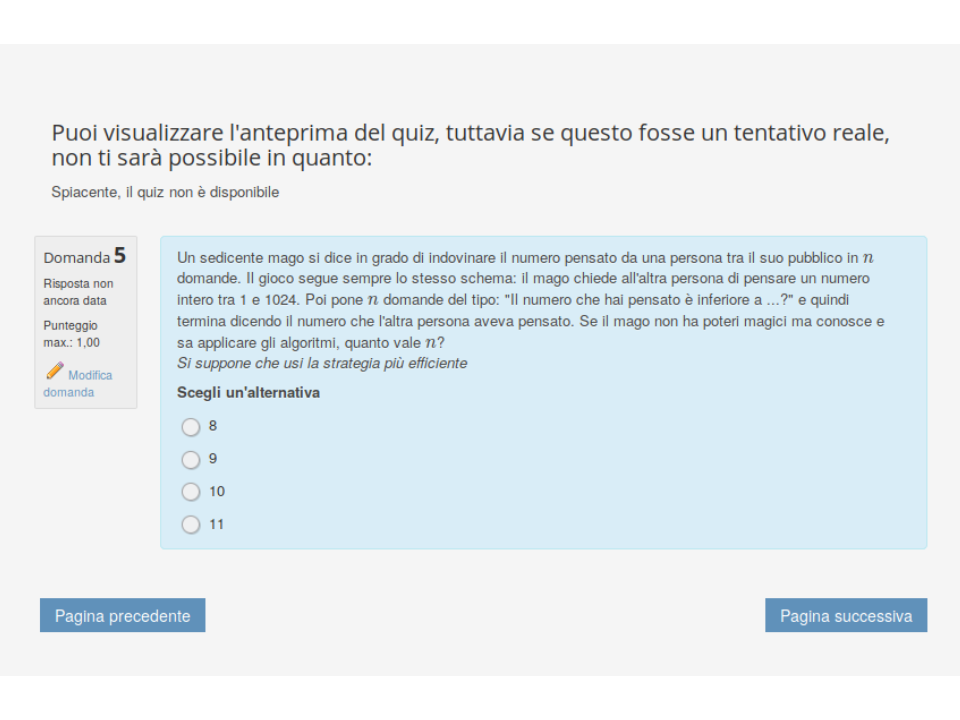 Puoi visualizzare l'anteprima del quiz, tuttavia se questo fosse un tentativo reale,
non ti sarà possibile in quanto:
Spiacente, il quiz non è disponibile
Domanda 5
Risposta non
ancora data
Punteggio
max.: 1,00
Modifica
domanda
Un sedicente mago si dice in grado di indovinare il numero pensato da una persona tra il suo pubblico in n
domande. Il gioco segue sempre lo stesso schema: il mago chiede all'altra persona di pensare un numero
intero tra 1 e 1024. Poi pone n domande del tipo: "Il numero che hai pensato è inferiore a ...?" e quindi
termina dicendo il numero che l'altra persona aveva pensato. Se il mago non ha poteri magici ma conosce e
sa applicare gli algoritmi, quanto vale n?
Si suppone che usi la strategia più efficiente
Scegli un'alternativa
8
9
10
11
Pagina precedente
Pagina successiva